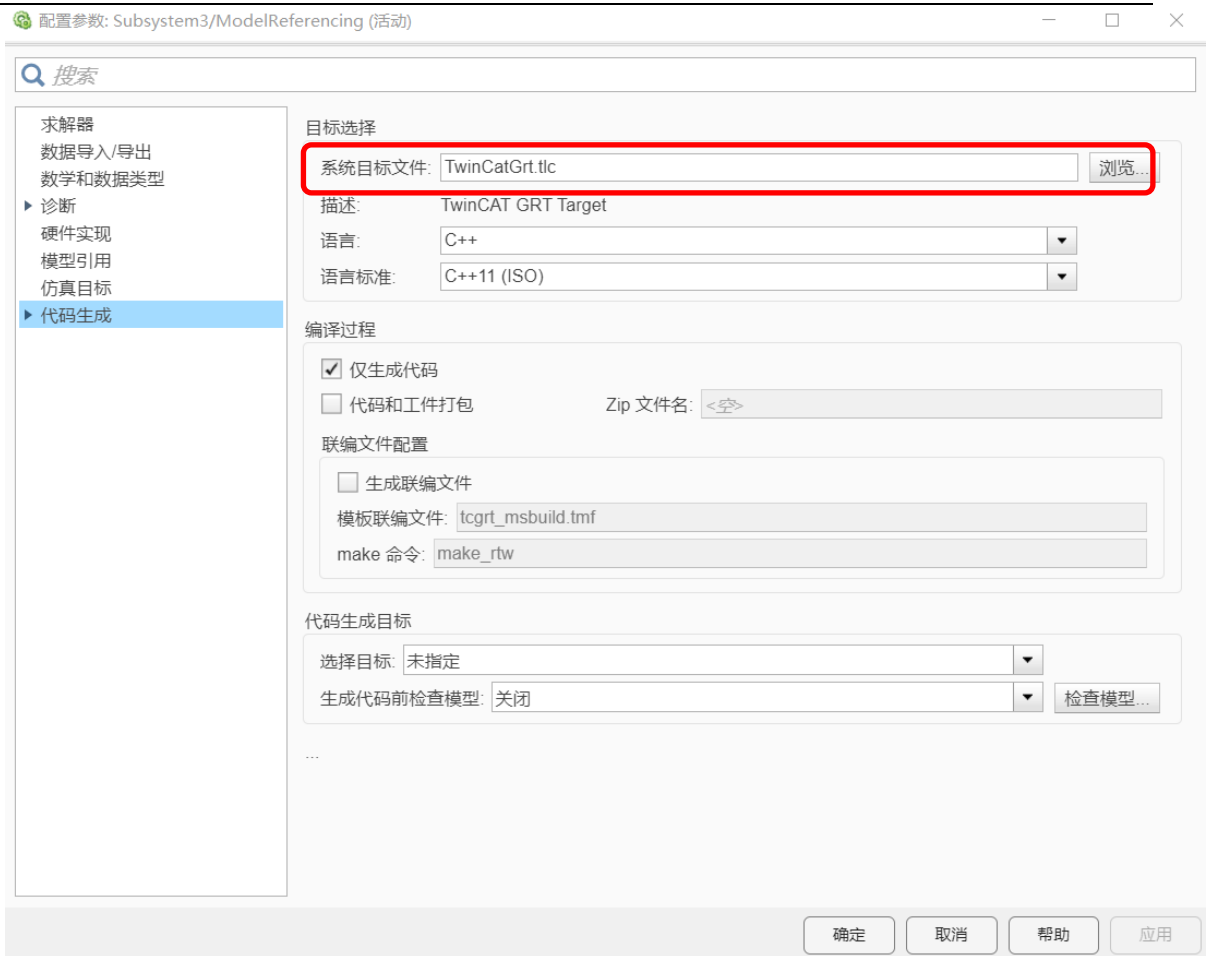 配置参数: Subsystem3/ModelReferencing (活动)
搜索
求解器
数据导入/导出
数学和数据类型
诊断
硬件实现
模型引用
仿真目标
代码生成
目标选择
系统目标文件: TwinCatGrt.tlc 浏览...
描述: TwinCAT GRT Target
语言: C++
语言标准: C++11 (ISO)
编译过程
仅生成代码
代码和工件打包 Zip 文件名: <空>
联编文件配置
生成联编文件
模板联编文件: tcgrt_msbuild.tmf
make 命令: make_rtw
代码生成目标
选择目标: 未指定
生成代码前检查模型: 关闭 检查模型...
...
确定 取消 帮助 应用